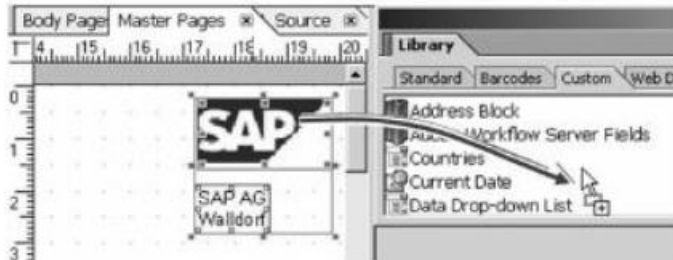 Body Page Master Pages Source
4 15 16 17 18 19 20
0
1
2
3
SAP
SAP AG
Walldorf
Library
Standard Barcodes Custom Web D
Address Block
Workflow Server Fields
Countries
Current Date
Data Drop-down List